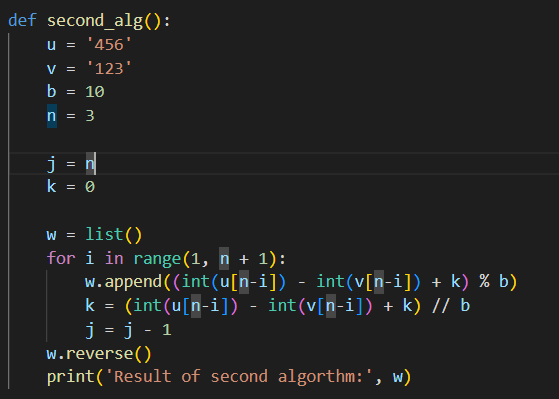 def second_alg():
    u = '456'
    v = '123'
    b = 10
    n = 3

    j = n
    k = 0

    w = list()
    for i in range(1, n + 1):
        w.append((int(u[n-i]) - int(v[n-i]) + k) % b)
        k = (int(u[n-i]) - int(v[n-i]) + k) // b
        j = j - 1
    w.reverse()
    print('Result of second algorthm:', w)